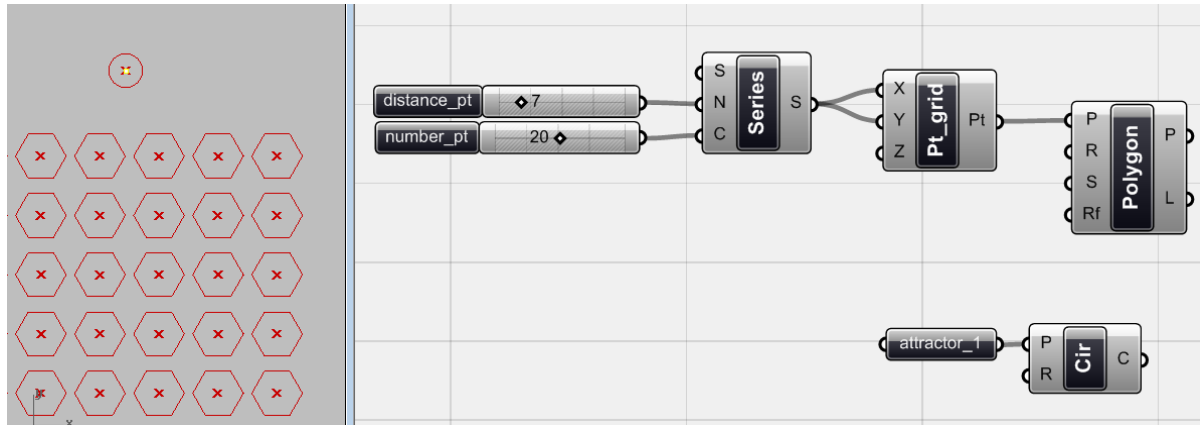 distance_pt
7
number_pt
20
S
N
C
Series
S
X
Y
Z
Pt_grid
Pt
P
R
S
Rf
Polygon
P
L
attractor_1
P
R
Cir
C
x